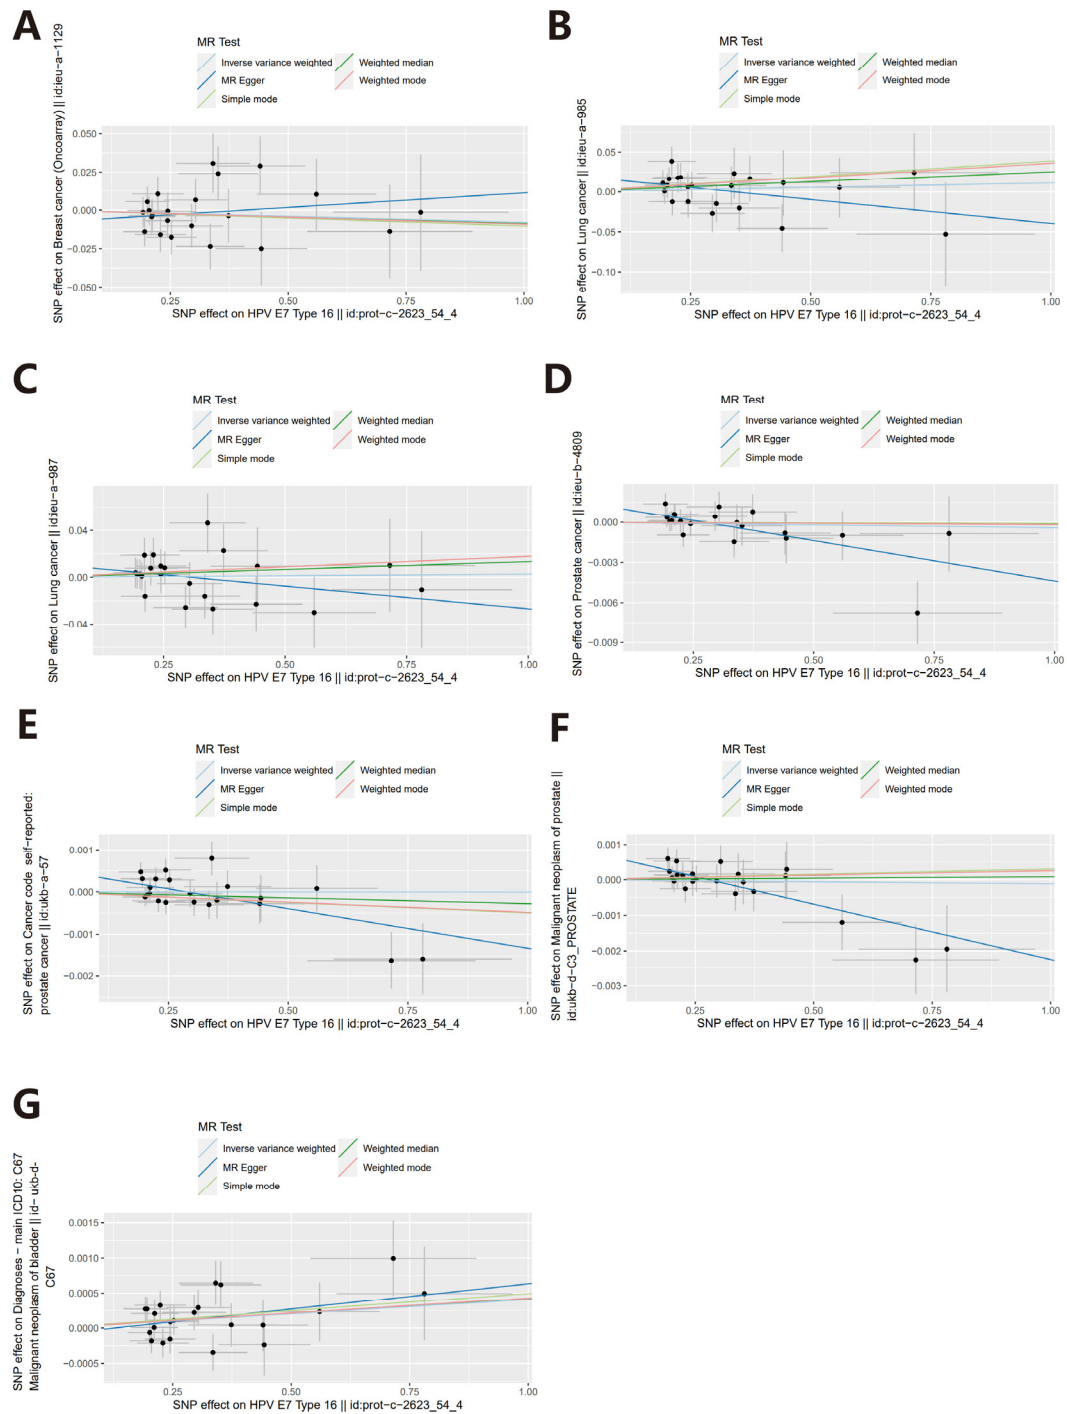 A
MR Test
Inverse variance weighted
Weighted median
MR Egger
Weighted mode
Simple mode
SNP effect on Breast cancer (Oncoarray) || id:ieu-a-1129
0.050
0.025
0.000
−0.025
−0.050
0.25
0.50
0.75
1.00
SNP effect on HPV E7 Type 16 || id:prot-c-2623_54_4
B
MR Test
Inverse variance weighted
Weighted median
MR Egger
Weighted mode
Simple mode
SNP effect on Lung cancer || id:ieu-a-985
0.05
0.00
−0.05
−0.10
0.25
0.50
0.75
1.00
SNP effect on HPV E7 Type 16 || id:prot-c-2623_54_4
C
MR Test
Inverse variance weighted
Weighted median
MR Egger
Weighted mode
Simple mode
SNP effect on Lung cancer || id:ieu-a-987
0.04
0.00
−0.04
0.25
0.50
0.75
1.00
SNP effect on HPV E7 Type 16 || id:prot-c-2623_54_4
D
MR Test
Inverse variance weighted
Weighted median
MR Egger
Weighted mode
Simple mode
SNP effect on Prostate cancer || id:ieu-b-4809
0.000
−0.003
−0.006
−0.009
0.25
0.50
0.75
1.00
SNP effect on HPV E7 Type 16 || id:prot-c-2623_54_4
E
MR Test
Inverse variance weighted
Weighted median
MR Egger
Weighted mode
Simple mode
SNP effect on Cancer code self-reported:
prostate cancer || id:ukb-a-57
0.001
0.000
−0.001
−0.002
0.25
0.50
0.75
1.00
SNP effect on HPV E7 Type 16 || id:prot-c-2623_54_4
F
MR Test
Inverse variance weighted
Weighted median
MR Egger
Weighted mode
Simple mode
SNP effect on Malignant neoplasm of prostate ||
id:ukb-d-C3_PROSTATE
0.001
0.000
−0.001
−0.002
−0.003
0.25
0.50
0.75
1.00
SNP effect on HPV E7 Type 16 || id:prot-c-2623_54_4
G
MR Test
Inverse variance weighted
Weighted median
MR Egger
Weighted mode
Simple mode
SNP effect on Diagnoses − main ICD10: C67
Malignant neoplasm of bladder || id− ukb-d-
C67
0.0015
0.0010
0.0005
0.0000
−0.0005
0.25
0.50
0.75
1.00
SNP effect on HPV E7 Type 16 || id:prot-c-2623_54_4